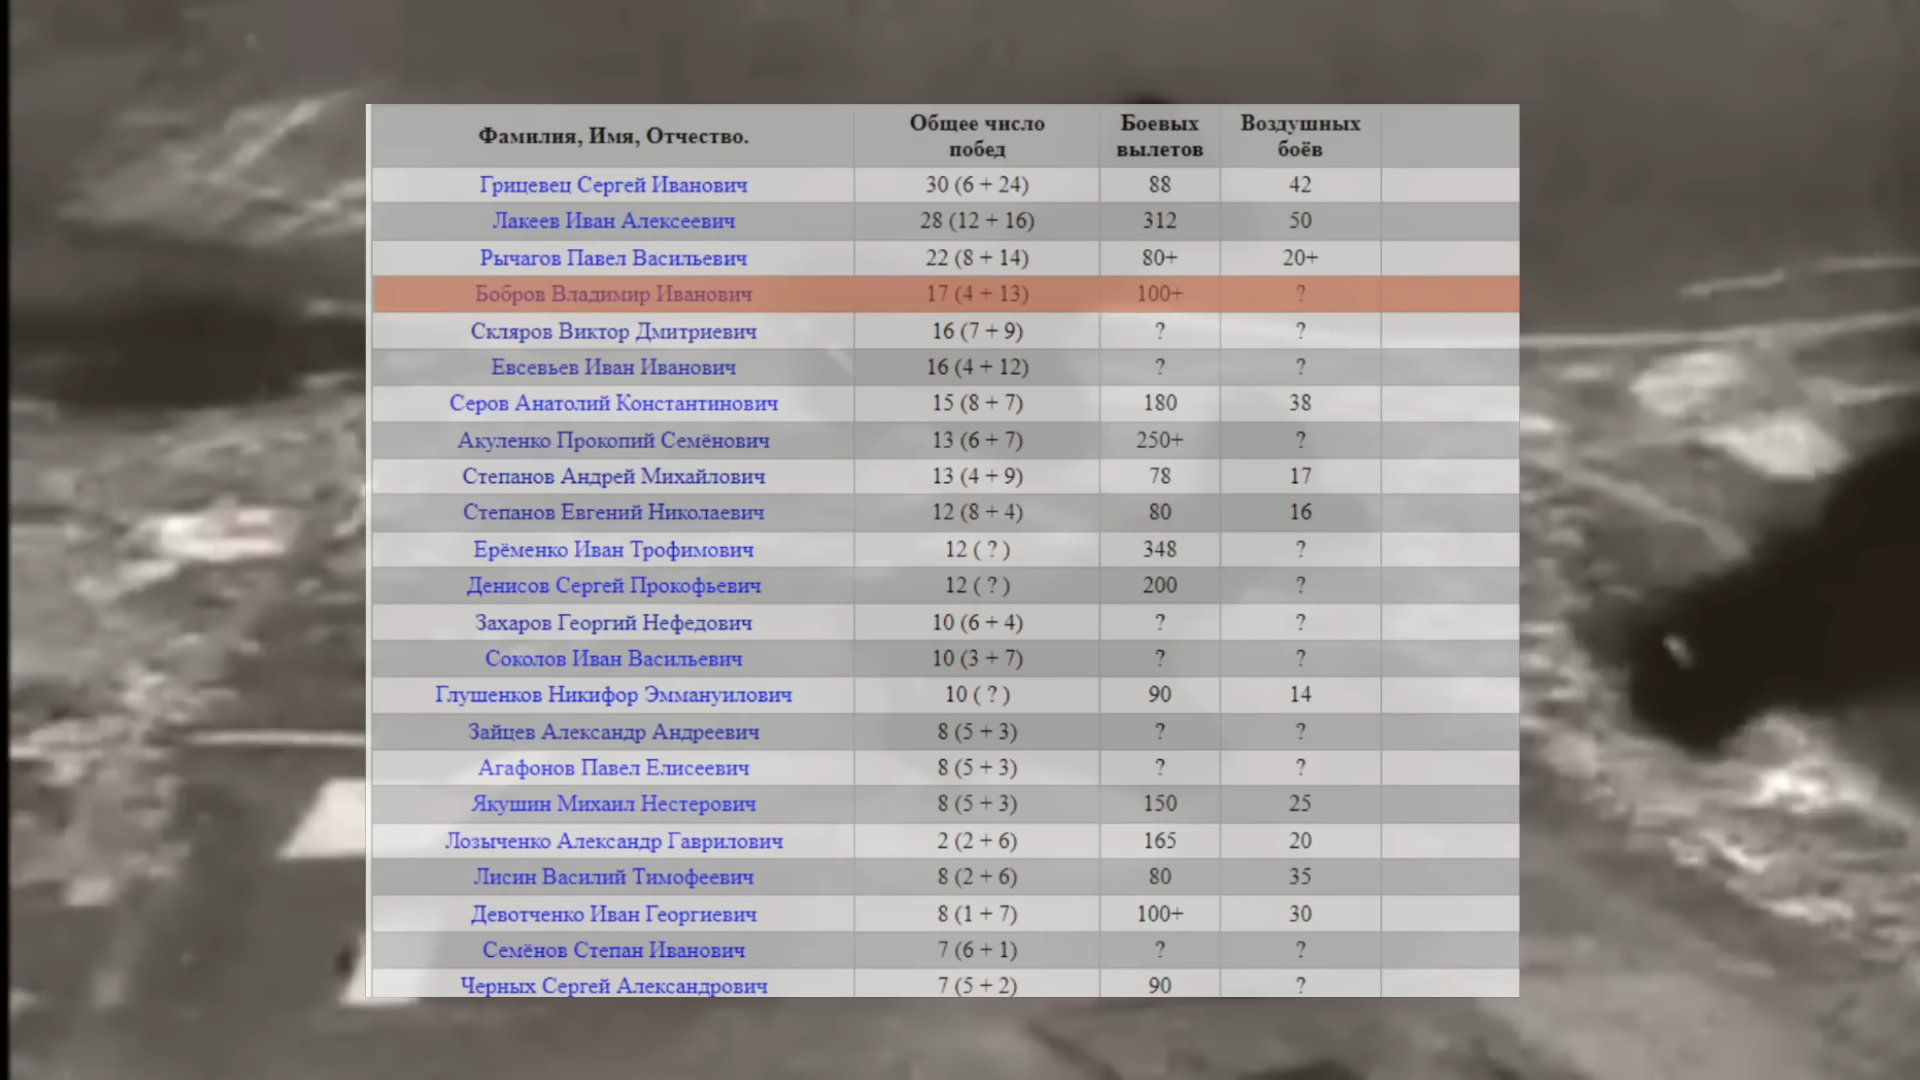 Фамилия, Имя, Отчество. Общее число побед Боевых вылетов Воздушных боёв
Грицевец Сергей Иванович 30 (6 + 24) 88 42
Лакеев Иван Алексеевич 28 (12 + 16) 312 50
Рычагов Павел Васильевич 22 (8 + 14) 80+ 20+
Бобров Владимир Иванович 17 (4 + 13) 100+ ?
Скляров Виктор Дмитриевич 16 (7 + 9) ? ?
Евсевьев Иван Иванович 16 (4 + 12) ? ?
Серов Анатолий Константинович 15 (8 + 7) 180 38
Акуленко Прокопий Семёнович 13 (6 + 7) 250+ ?
Степанов Андрей Михайлович 13 (4 + 9) 78 17
Степанов Евгений Николаевич 12 (8 + 4) 80 16
Ерёменко Иван Трофимович 12 ( ? ) 348 ?
Денисов Сергей Прокофьевич 12 ( ? ) 200 ?
Захаров Георгий Нефедович 10 (6 + 4) ? ?
Соколов Иван Васильевич 10 (3 + 7) ? ?
Глушенков Никифор Эммануилович 10 ( ? ) 90 14
Зайцев Александр Андреевич 8 (5 + 3) ? ?
Агафонов Павел Елисеевич 8 (5 + 3) ? ?
Якушин Михаил Нестерович 8 (5 + 3) 150 25
Лозыченко Александр Гаврилович 2 (2 + 6) 165 20
Лисин Василий Тимофеевич 8 (2 + 6) 80 35
Девотченко Иван Георгиевич 8 (1 + 7) 100+ 30
Семёнов Степан Иванович 7 (6 + 1) ? ?
Черных Сергей Александрович 7 (5 + 2) 90 ?